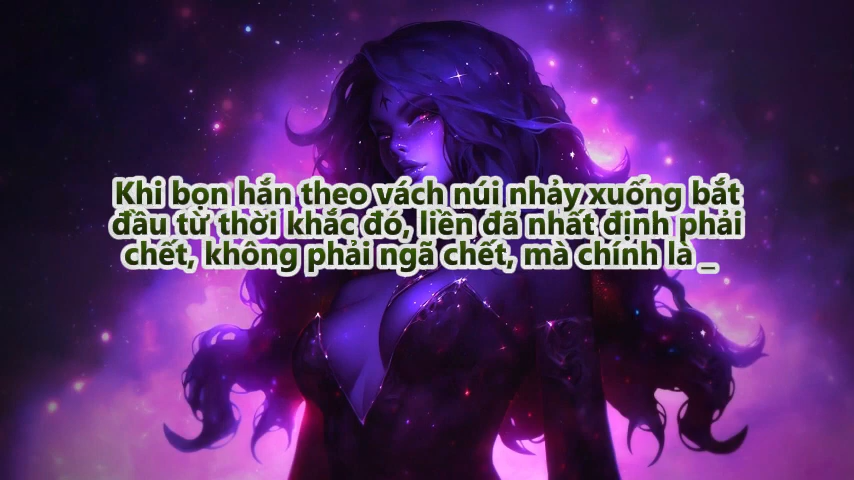 Khi bọn hắn theo vách núi nhảy xuống bắt
đầu từ thời khắc đó, liền đã nhất định phải
chết, không phải ngã chết, mà chính là _